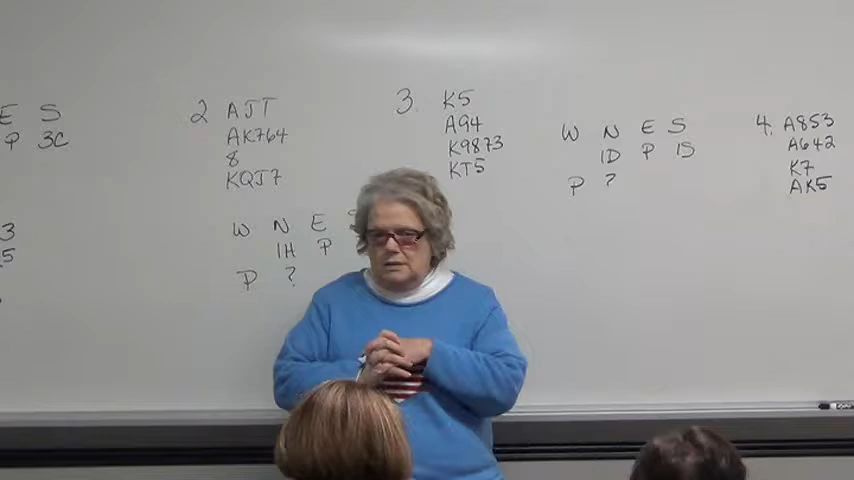 E S
P 3C
3
5
2 AJT
AK764
8
KQJ7
W N E S
1H P
P ?
3. K5
A94
K9873
KT5
W N E S
1D P 1S
P ?
4. A853
A642
K7
AK5